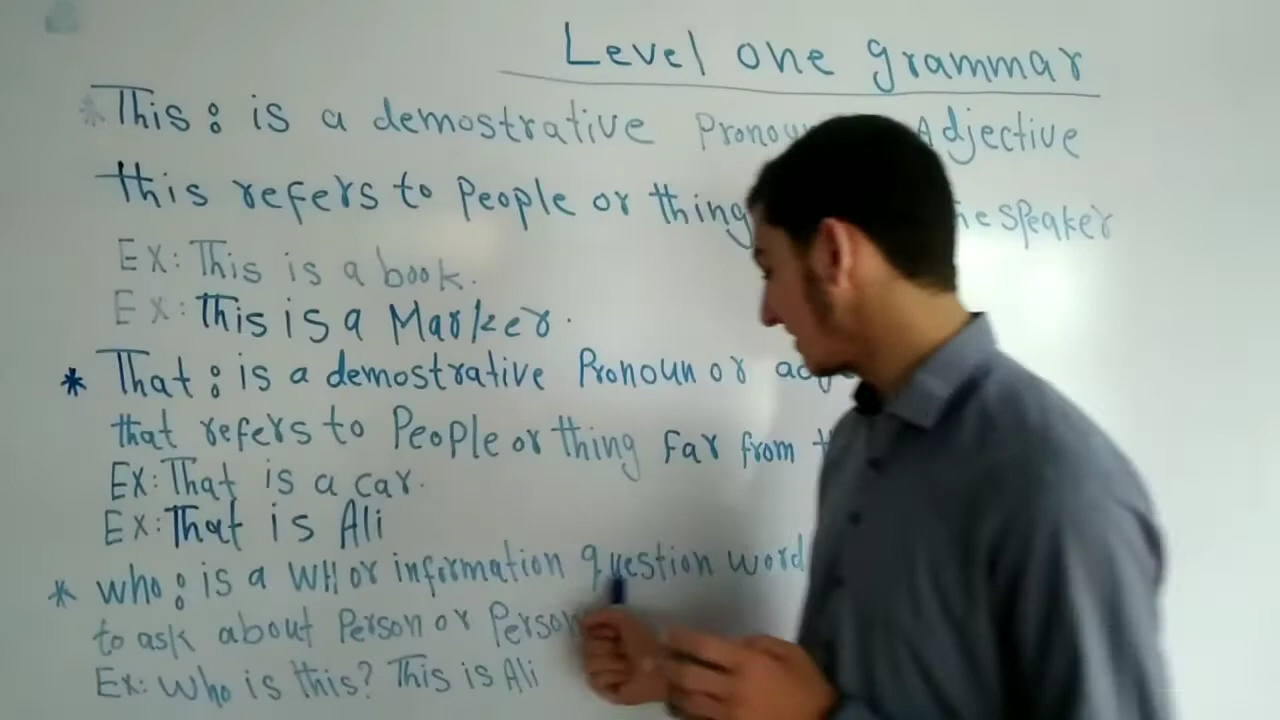 Level one grammar
* This: is a demostrative Pronoun Adjective
this refers to People or thing the speaker
Ex: This is a book.
Ex: This is a Marker.
* That: is a demostrative Pronoun or
that refers to People or thing Far from
Ex: That is a car.
Ex: That is Ali
* who: is a WH or information question word
to ask about Person or
Ex: Who is this? This is Ali